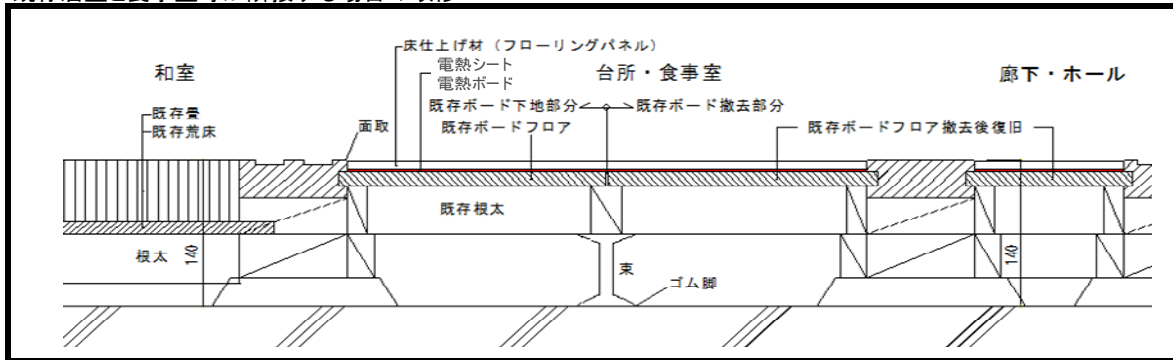 床仕上げ材（フローリングパネル）
電熱シート
電熱ボード
和室
台所・食事室
廊下・ホール
既存ボード下地部分
既存ボード撤去部分
既存畳
既存荒床
面取
既存ボードフロア
既存ボードフロア撤去後復旧
既存根太
根太
140
束
ゴム脚
140